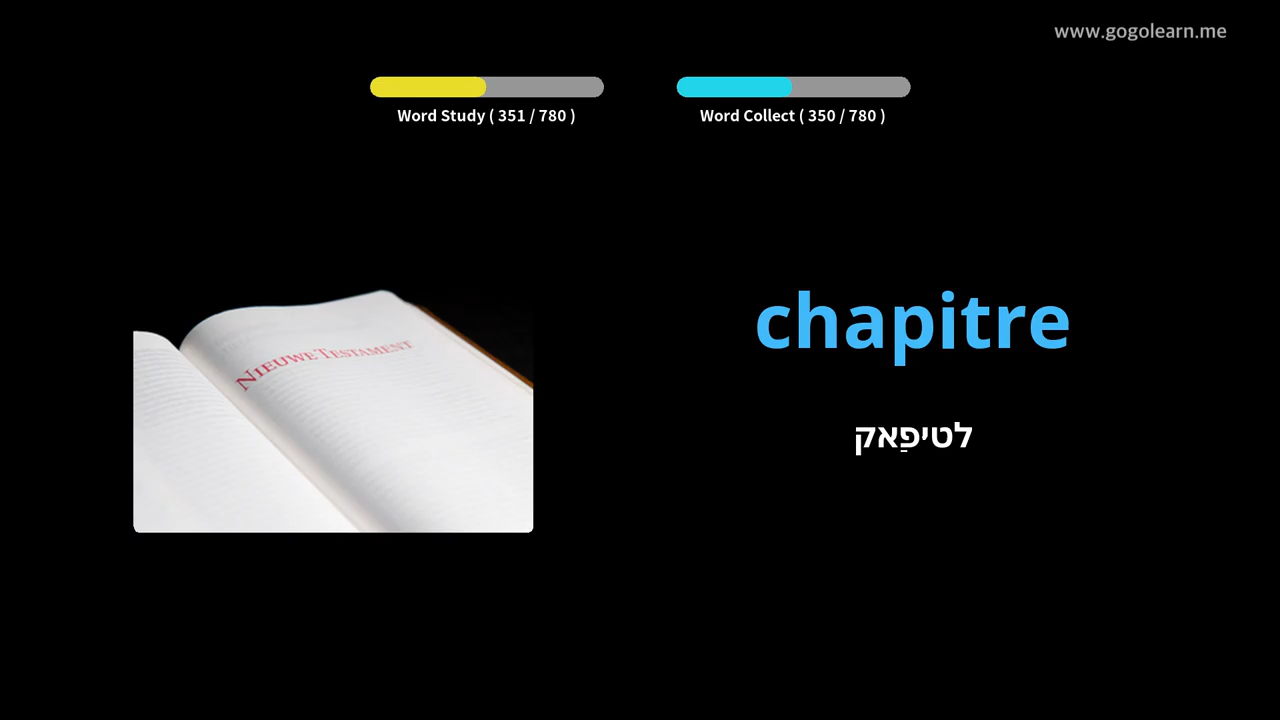 www.gogolearn.me
Word Study ( 351 / 780 )
Word Collect ( 350 / 780 )
NIEUWE TESTAMENT
chapitre
לטיפַאק